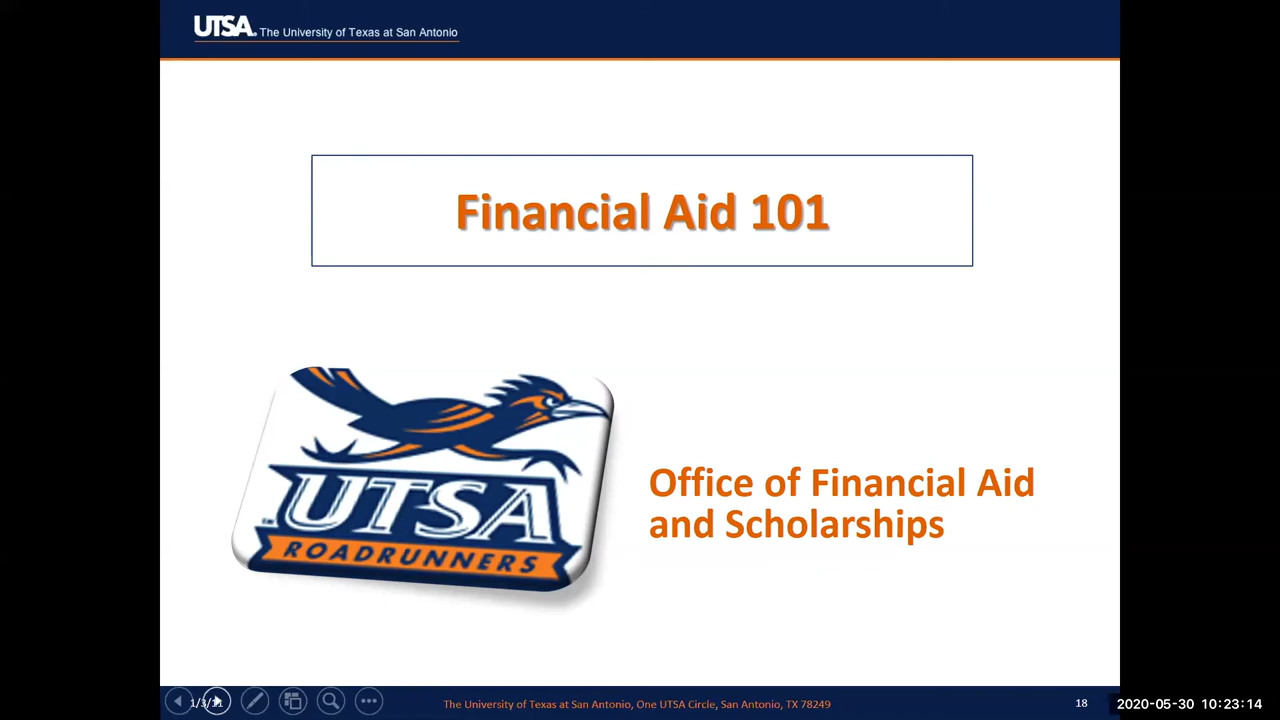 UTSA. The University of Texas at San Antonio
Financial Aid 101
UTSA
ROADRUNNERS
Office of Financial Aid
and Scholarships
The University of Texas at San Antonio, One UTSA Circle, San Antonio, TX 78249
18
2020-05-30 10:23:14